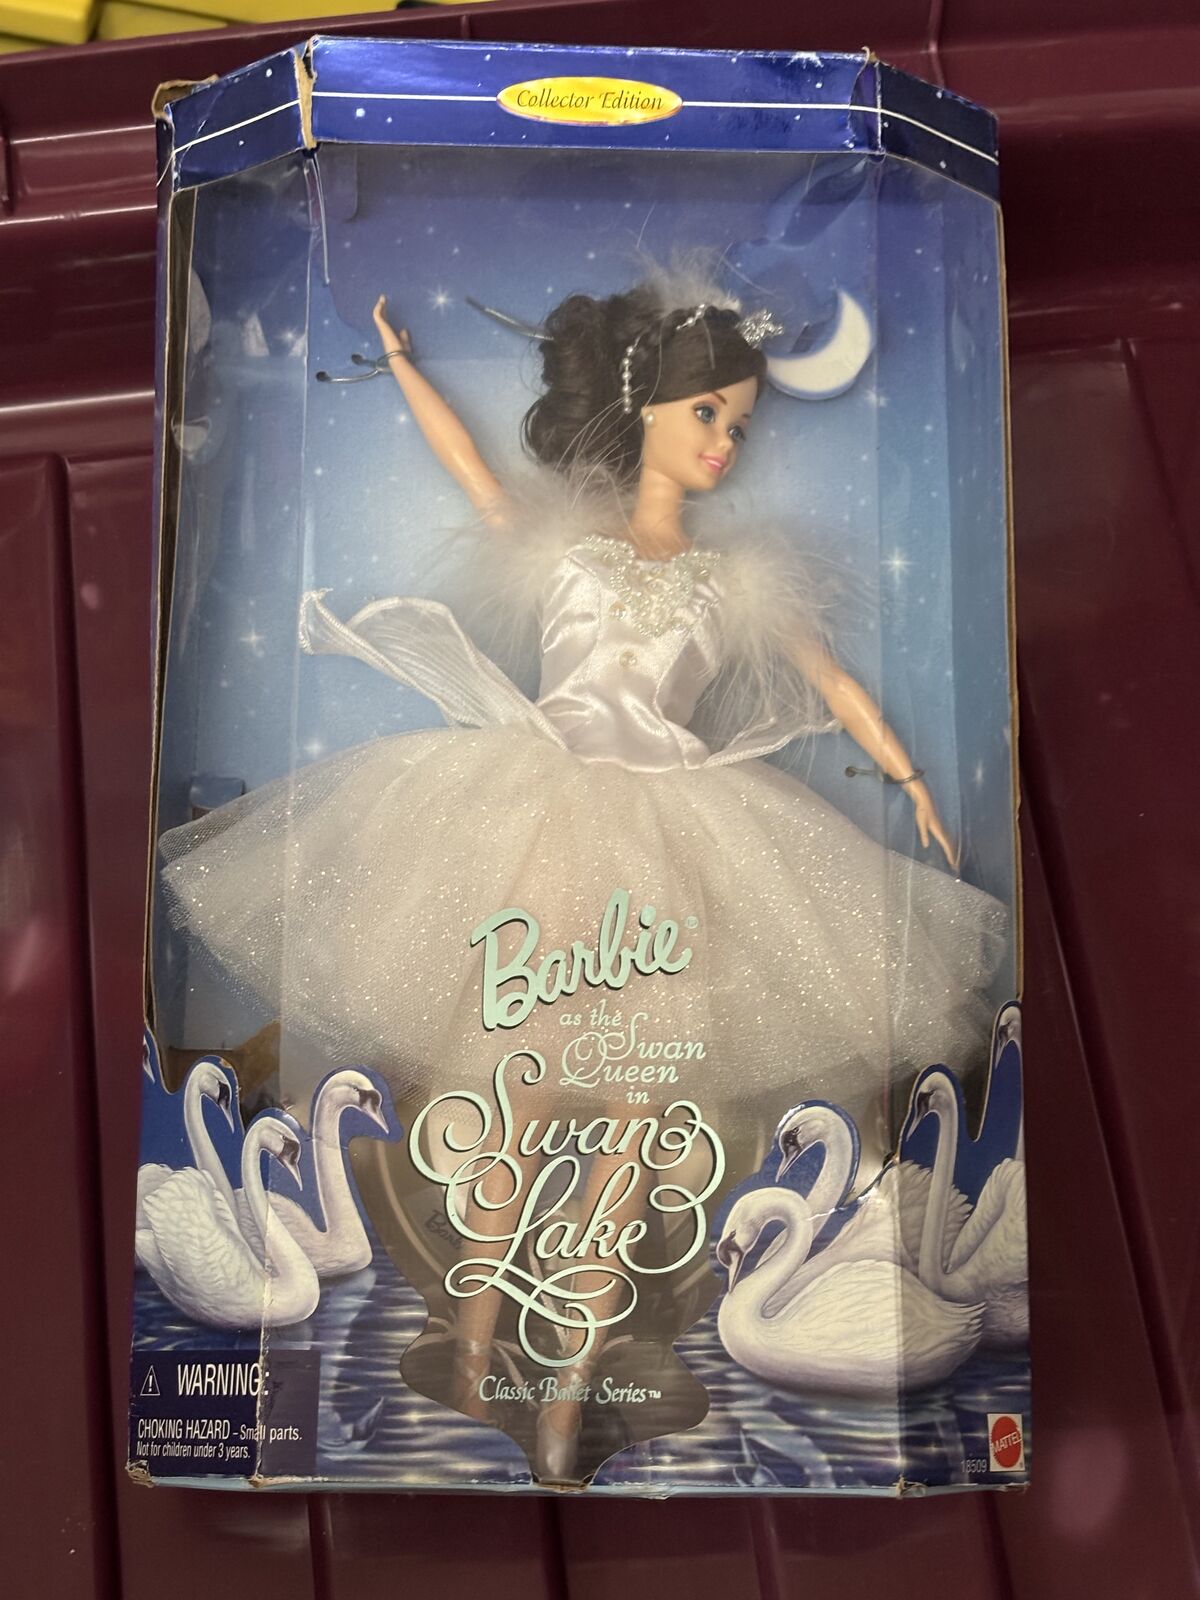 Collector Edition
Barbie®
as the
Swan
Queen
in
Swan
Lake
Classic Ballet Series™
WARNING:
CHOKING HAZARD - Small parts.
Not for children under 3 years.
MATTEL
18509